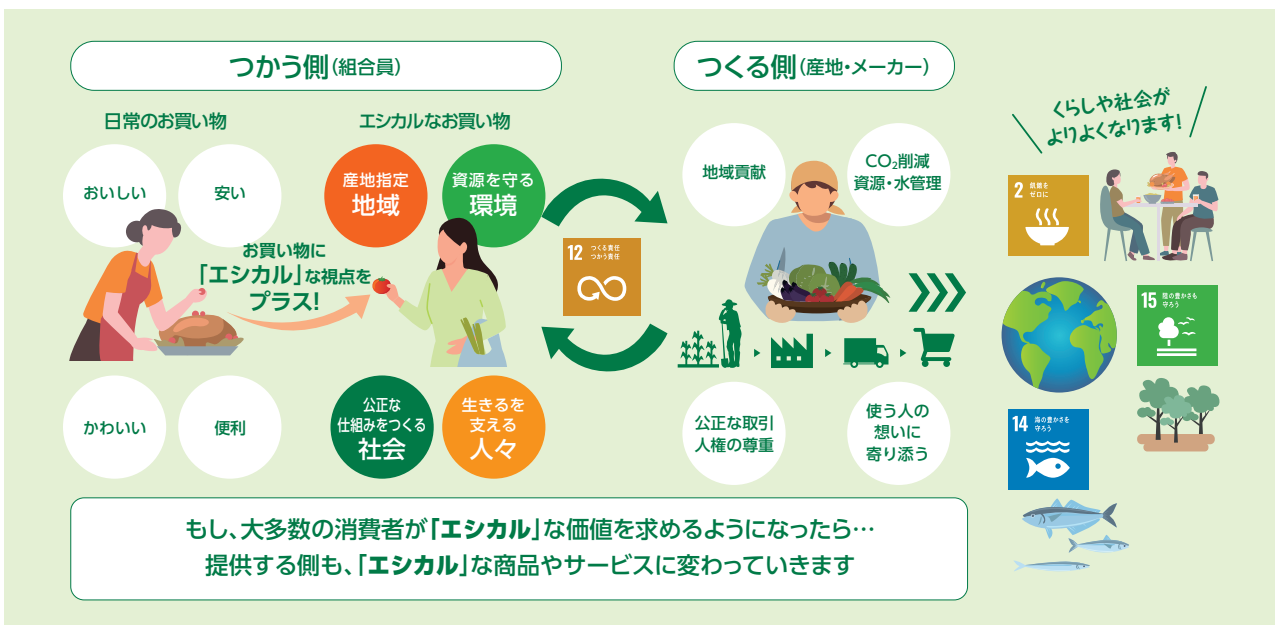 つかう側(組合員)
日常のお買い物
エシカルなお買い物
おいしい
安い
産地指定
地域
資源を守る
環境
お買い物に
「エシカル」な視点を
プラス!
かわいい
便利
公正な
仕組みをつくる
社会
生きるを
支える
人々
12 つくる責任
つかう責任
つくる側(産地・メーカー)
地域貢献
CO₂削減
資源・水管理
公正な取引
人権の尊重
使う人の
想いに
寄り添う
くらしや社会が
よりよくなります!
2 飢餓を
ゼロに
15 陸の豊かさも
守ろう
14 海の豊かさを
守ろう
もし、大多数の消費者が「エシカル」な価値を求めるようになったら…
提供する側も、「エシカル」な商品やサービスに変わっていきます